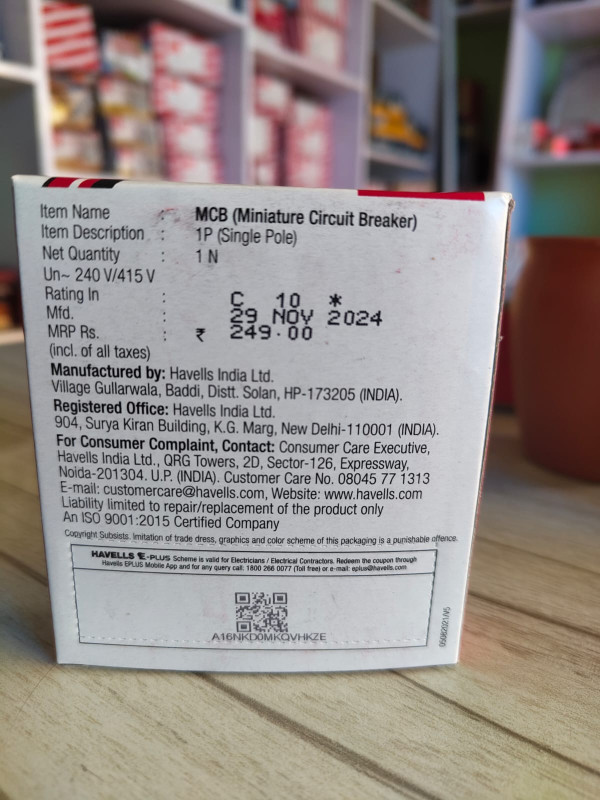 Item Name : MCB (Miniature Circuit Breaker)
Item Description : 1P (Single Pole)
Net Quantity : 1 N
Un~ 240 V/415 V
Rating In : C 10 *
Mfd. : 29 NOV 2024
MRP Rs. : ₹ 249.00
(incl. of all taxes)
Manufactured by: Havells India Ltd.
Village Gullarwala, Baddi, Distt. Solan, HP-173205 (INDIA).
Registered Office: Havells India Ltd.
904, Surya Kiran Building, K.G. Marg, New Delhi-110001 (INDIA).
For Consumer Complaint, Contact: Consumer Care Executive,
Havells India Ltd., QRG Towers, 2D, Sector-126, Expressway,
Noida-201304. U.P. (INDIA). Customer Care No. 08045 77 1313
E-mail: customercare@havells.com, Website: www.havells.com
Liability limited to repair/replacement of the product only
An ISO 9001:2015 Certified Company
Copyright Subsists. Imitation of trade dress, graphics and color scheme of this packaging is a punishable offence.
HAVELLS E-PLUS Scheme is valid for Electricians / Electrical Contractors. Redeem the coupon through
Havells EPLUS Mobile App and for any query call: 1800 266 0077 (Toll free) or e-mail: eplus@havells.com
A16NKD0MKQVHKZE